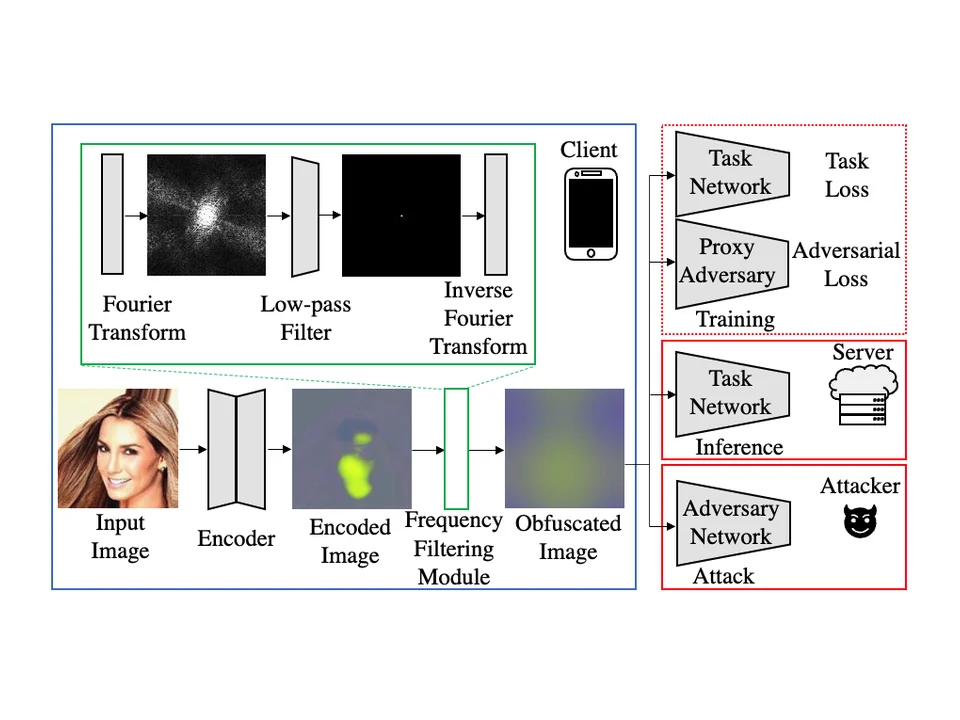 Client
Fourier
Transform
Low-pass
Filter
Inverse
Fourier
Transform
Input
Image
Encoder
Encoded
Image
Frequency
Filtering
Module
Obfuscated
Image
Task
Network
Task
Loss
Proxy
Adversary
Adversarial
Loss
Training
Server
Task
Network
Inference
Attacker
Adversary
Network
Attack